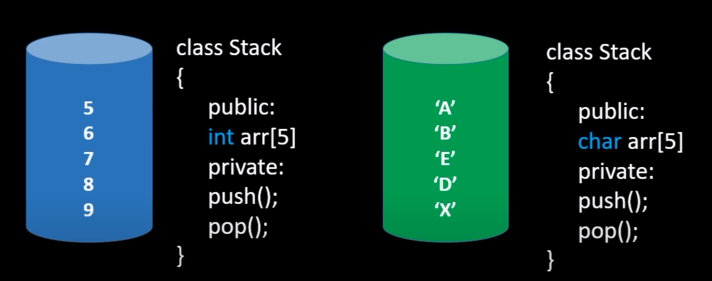 5
6
7
8
9
class Stack
{
public:
int arr[5]
private:
push();
pop();
}
‘A’
‘B’
‘E’
‘D’
‘X’
class Stack
{
public:
char arr[5]
private:
push();
pop();
}